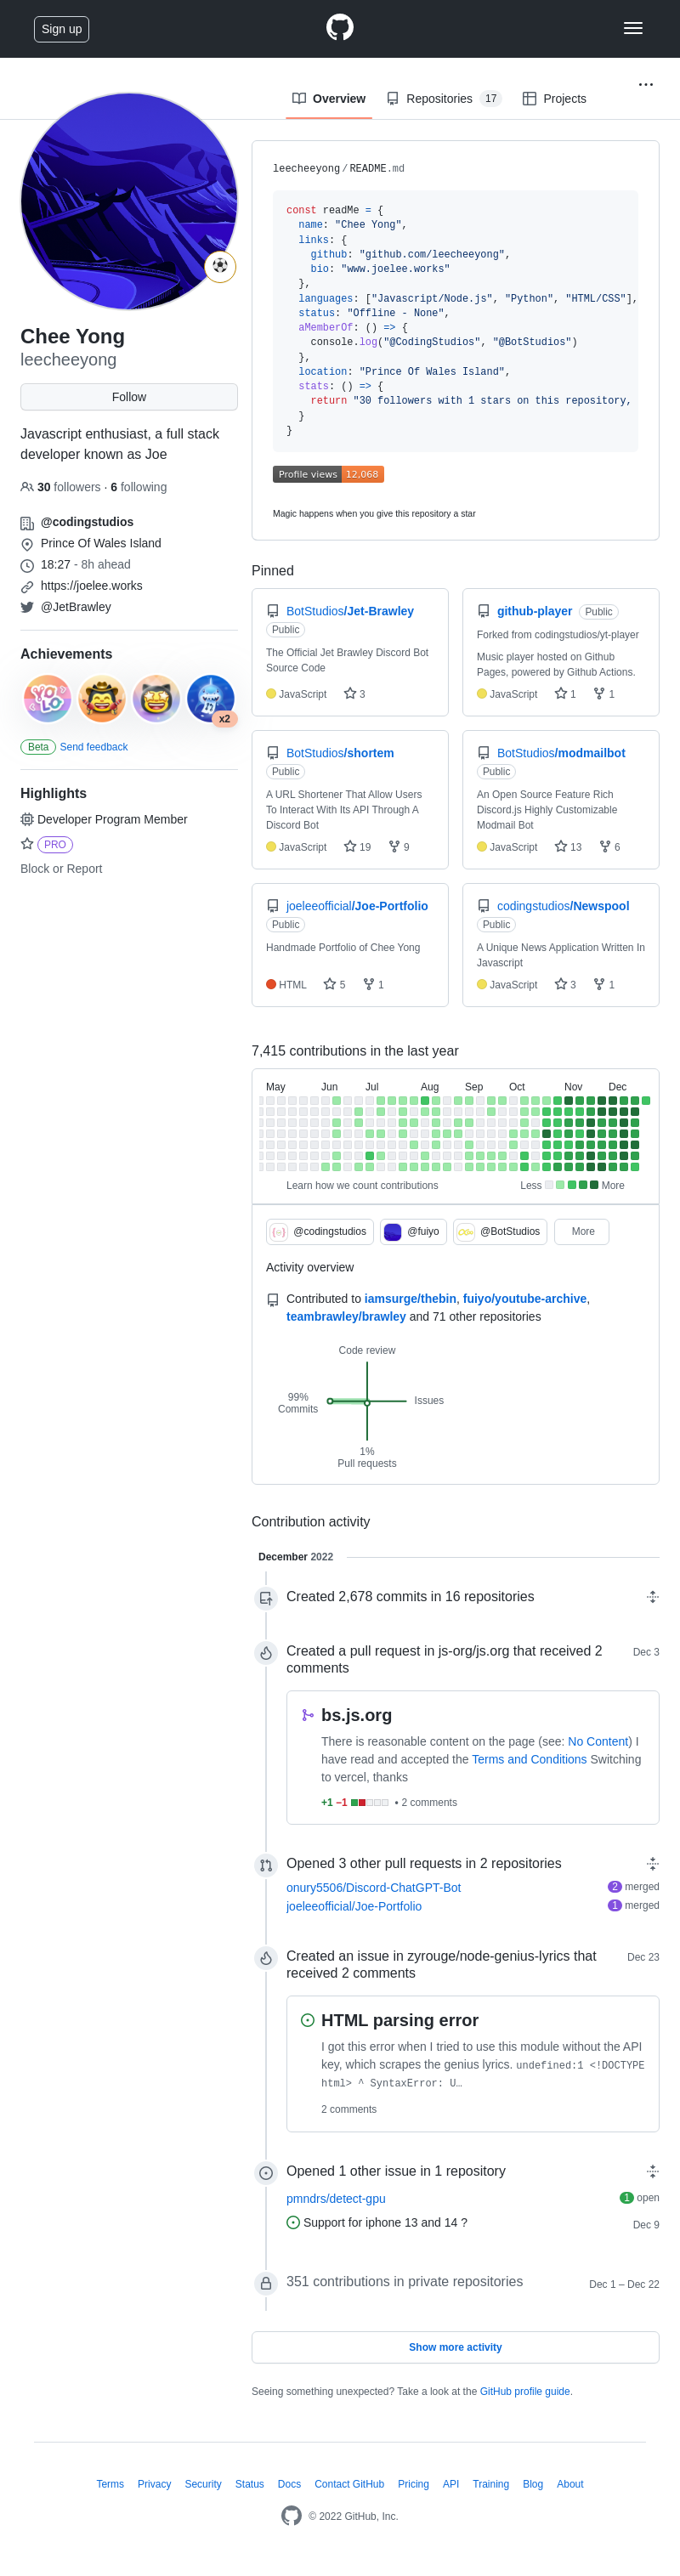 Sign up
Overview
Repositories 17
Projects
Chee Yong
leecheeyong
Follow
Javascript enthusiast, a full stack
developer known as Joe
30 followers · 6 following
@codingstudios
Prince Of Wales Island
18:27 - 8h ahead
https://joelee.works
@JetBrawley
Achievements
YOLO
x2
Beta Send feedback
Highlights
Developer Program Member
PRO
Block or Report
leecheeyong/README.md
const readMe = {
name: "Chee Yong",
links: {
github: "github.com/leecheeyong",
bio: "www.joelee.works"
},
languages: ["Javascript/Node.js", "Python", "HTML/CSS"],
status: "Offline - None",
aMemberOf: () => {
console.log("@CodingStudios", "@BotStudios")
},
location: "Prince Of Wales Island",
stats: () => {
return "30 followers with 1 stars on this repository,
}
}
Profile views 12,068
Magic happens when you give this repository a star
Pinned
BotStudios/Jet-Brawley
Public
The Official Jet Brawley Discord Bot
Source Code
JavaScript 3
github-player Public
Forked from codingstudios/yt-player
Music player hosted on Github
Pages, powered by Github Actions.
JavaScript 1 1
BotStudios/shortem
Public
A URL Shortener That Allow Users
To Interact With Its API Through A
Discord Bot
JavaScript 19 9
BotStudios/modmailbot
Public
An Open Source Feature Rich
Discord.js Highly Customizable
Modmail Bot
JavaScript 13 6
joeleeofficial/Joe-Portfolio
Public
Handmade Portfolio of Chee Yong
HTML 5 1
codingstudios/Newspool
Public
A Unique News Application Written In
Javascript
JavaScript 3 1
7,415 contributions in the last year
May Jun Jul Aug Sep Oct Nov Dec
Learn how we count contributions
Less More
@codingstudios @fuiyo @BotStudios More
Activity overview
Contributed to iamsurge/thebin, fuiyo/youtube-archive,
teambrawley/brawley and 71 other repositories
Code review
99%
Commits
Issues
1%
Pull requests
Contribution activity
December 2022
Created 2,678 commits in 16 repositories
Created a pull request in js-org/js.org that received 2
comments
Dec 3
bs.js.org
There is reasonable content on the page (see: No Content) I
have read and accepted the Terms and Conditions Switching
to vercel, thanks
+1 −1 • 2 comments
Opened 3 other pull requests in 2 repositories
onury5506/Discord-ChatGPT-Bot 2 merged
joeleeofficial/Joe-Portfolio 1 merged
Created an issue in zyrouge/node-genius-lyrics that
received 2 comments
Dec 23
HTML parsing error
I got this error when I tried to use this module without the API
key, which scrapes the genius lyrics. undefined:1 <!DOCTYPE
html> ^ SyntaxError: U…
2 comments
Opened 1 other issue in 1 repository
pmndrs/detect-gpu 1 open
Support for iphone 13 and 14 ? Dec 9
351 contributions in private repositories Dec 1 – Dec 22
Show more activity
Seeing something unexpected? Take a look at the GitHub profile guide.
Terms Privacy Security Status Docs Contact GitHub Pricing API Training Blog About
© 2022 GitHub, Inc.